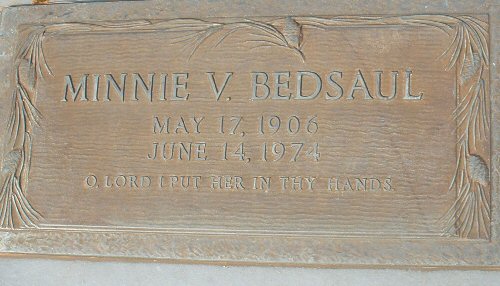 MINNIE V. BEDSAUL
MAY 17, 1906
JUNE 14, 1974
O, LORD I PUT HER IN THY HANDS.